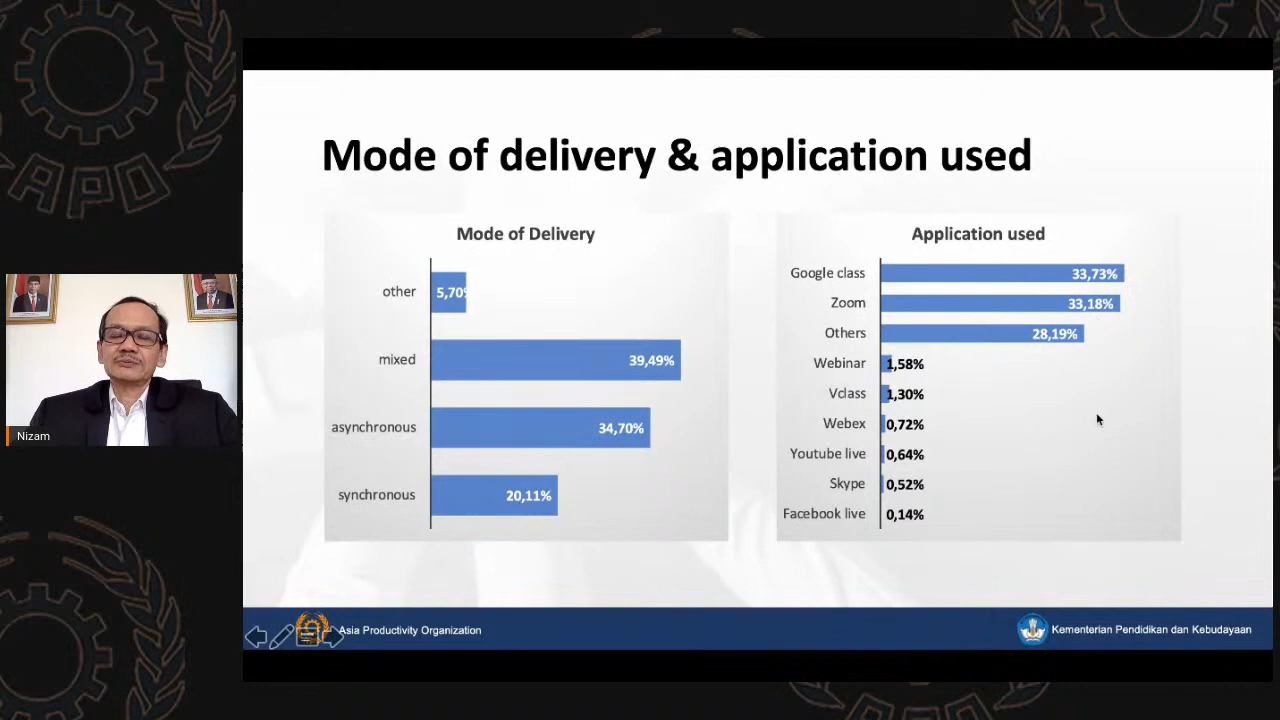 APO
Mode of delivery & application used
Mode of Delivery
other
5,70%
mixed
39,49%
asynchronous
34,70%
synchronous
20,11%
Application used
Google class
33,73%
Zoom
33,18%
Others
28,19%
Webinar
1,58%
Vclass
1,30%
Webex
0,72%
Youtube live
0,64%
Skype
0,52%
Facebook live
0,14%
Nizam
Asia Productivity Organization
Kementerian Pendidikan dan Kebudayaan